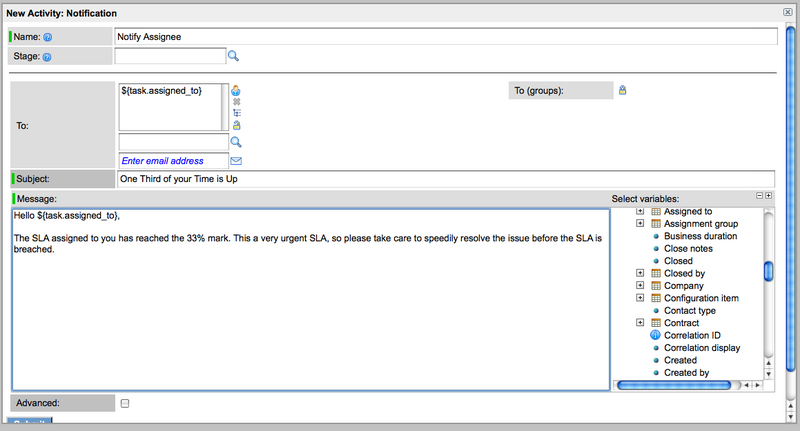 New Activity: Notification
Name:
Notify Assignee
Stage:
${task.assigned_to}
To (groups):
To:
Enter email address
Subject:
One Third of your Time is Up
Message:
Select variables:
Hello ${task.assigned_to},
The SLA assigned to you has reached the 33% mark. This a very urgent SLA, so please take care to speedily resolve the issue before the SLA is
breached.
Assigned to
Assignment group
Business duration
Close notes
Closed
Closed by
Company
Configuration item
Contact type
Contract
Correlation ID
Correlation display
Created
Created by
Advanced: